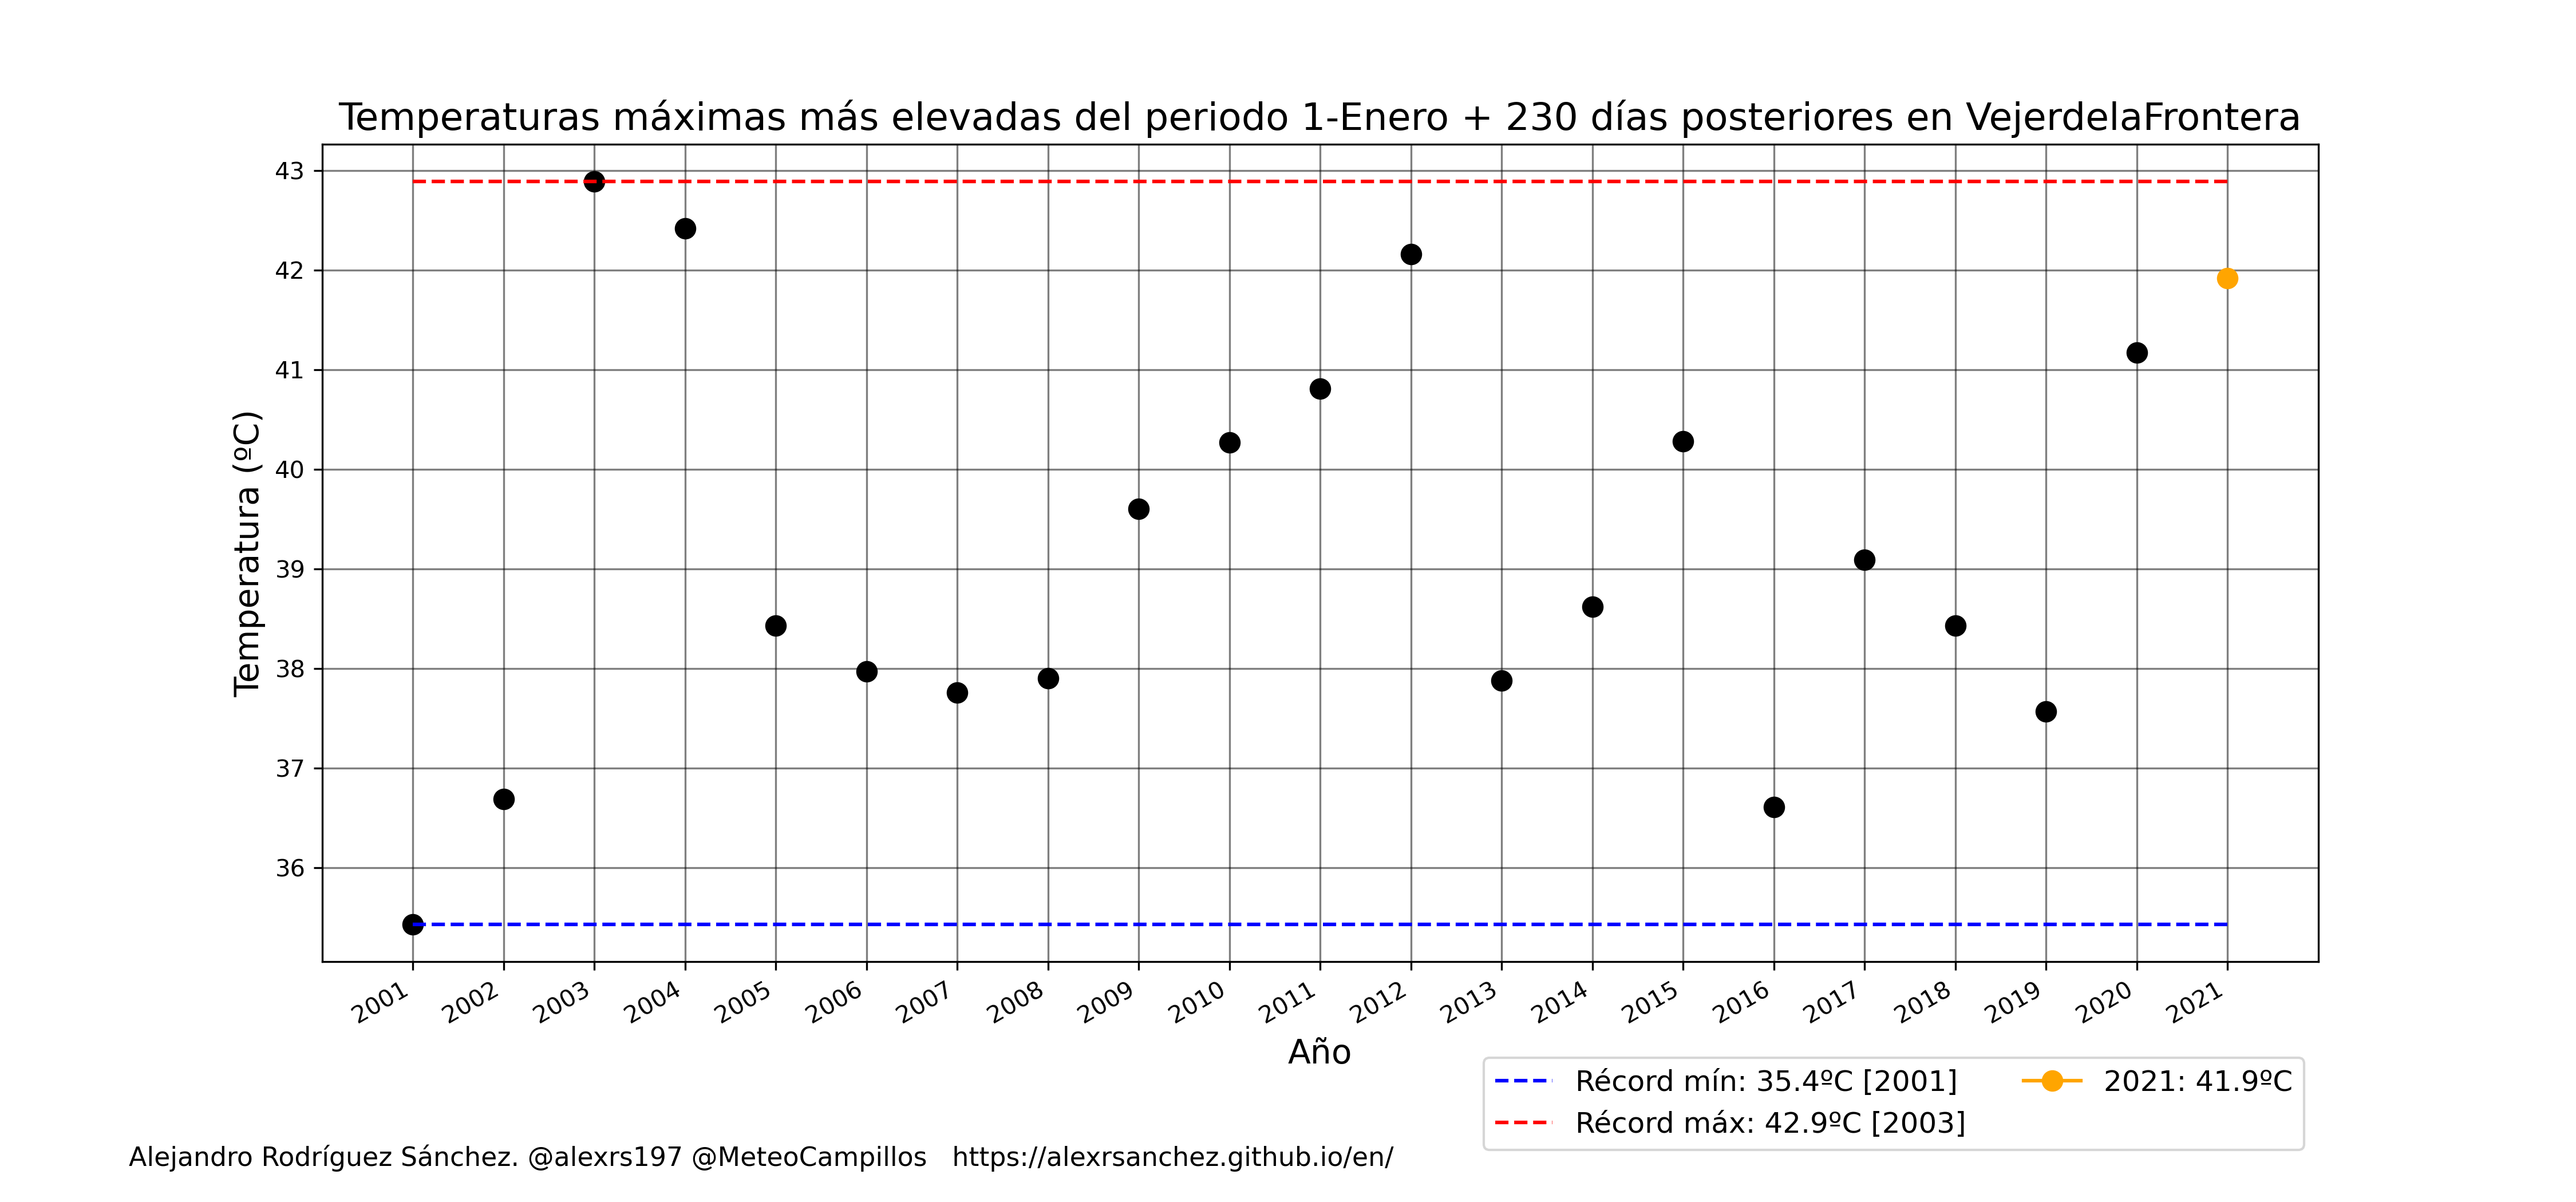 Temperaturas máximas más elevadas del periodo 1-Enero + 230 días posteriores en VejerdelaFrontera
Temperatura (ºC)
43
42
41
40
39
38
37
36
2001 2002 2003 2004 2005 2006 2007 2008 2009 2010 2011 2012 2013 2014 2015 2016 2017 2018 2019 2020 2021
Año
Récord mín: 35.4ºC [2001]
Récord máx: 42.9ºC [2003]
2021: 41.9ºC
Alejandro Rodríguez Sánchez. @alexrs197 @MeteoCampillos https://alexrsanchez.github.io/en/